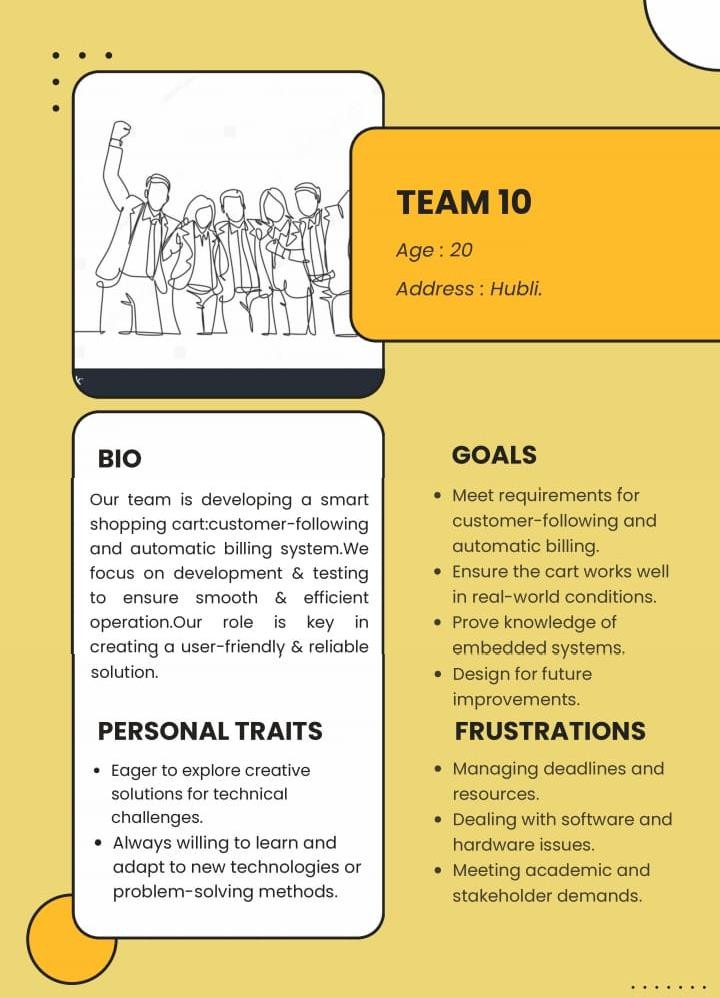 TEAM 10
Age : 20
Address : Hubli.
BIO
Our team is developing a smart
shopping cart:customer-following
and automatic billing system.We
focus on development & testing
to ensure smooth & efficient
operation.Our role is key in
creating a user-friendly & reliable
solution.
PERSONAL TRAITS
• Eager to explore creative
solutions for technical
challenges.
• Always willing to learn and
adapt to new technologies or
problem-solving methods.
GOALS
• Meet requirements for
customer-following and
automatic billing.
• Ensure the cart works well
in real-world conditions.
• Prove knowledge of
embedded systems.
• Design for future
improvements.
FRUSTRATIONS
• Managing deadlines and
resources.
• Dealing with software and
hardware issues.
• Meeting academic and
stakeholder demands.